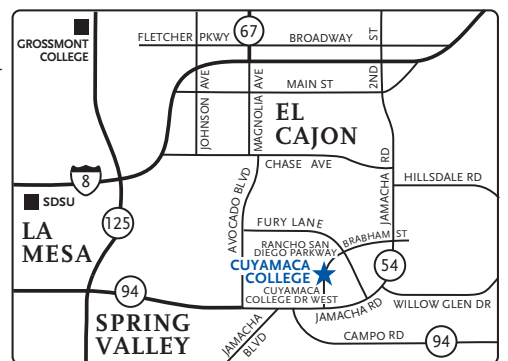 GROSSMONT
COLLEGE
FLETCHER PKWY
67
BROADWAY
2ND ST
JOHNSON AVE
MAGNOLIA AVE
MAIN ST
EL
CAJON
CHASE AVE
8
SDSU
LA
MESA
125
AVOCADO BLVD
JAMACHA RD
HILLSDALE RD
FURY LANE
RANCHO SAN
DIEGO PARKWAY
BRABHAM ST
CUYAMACA
COLLEGE
54
94
CUYAMACA
COLLEGE DR WEST
JAMACHA RD
WILLOW GLEN DR
SPRING
VALLEY
JAMACHA
BLVD
CAMPO RD
94